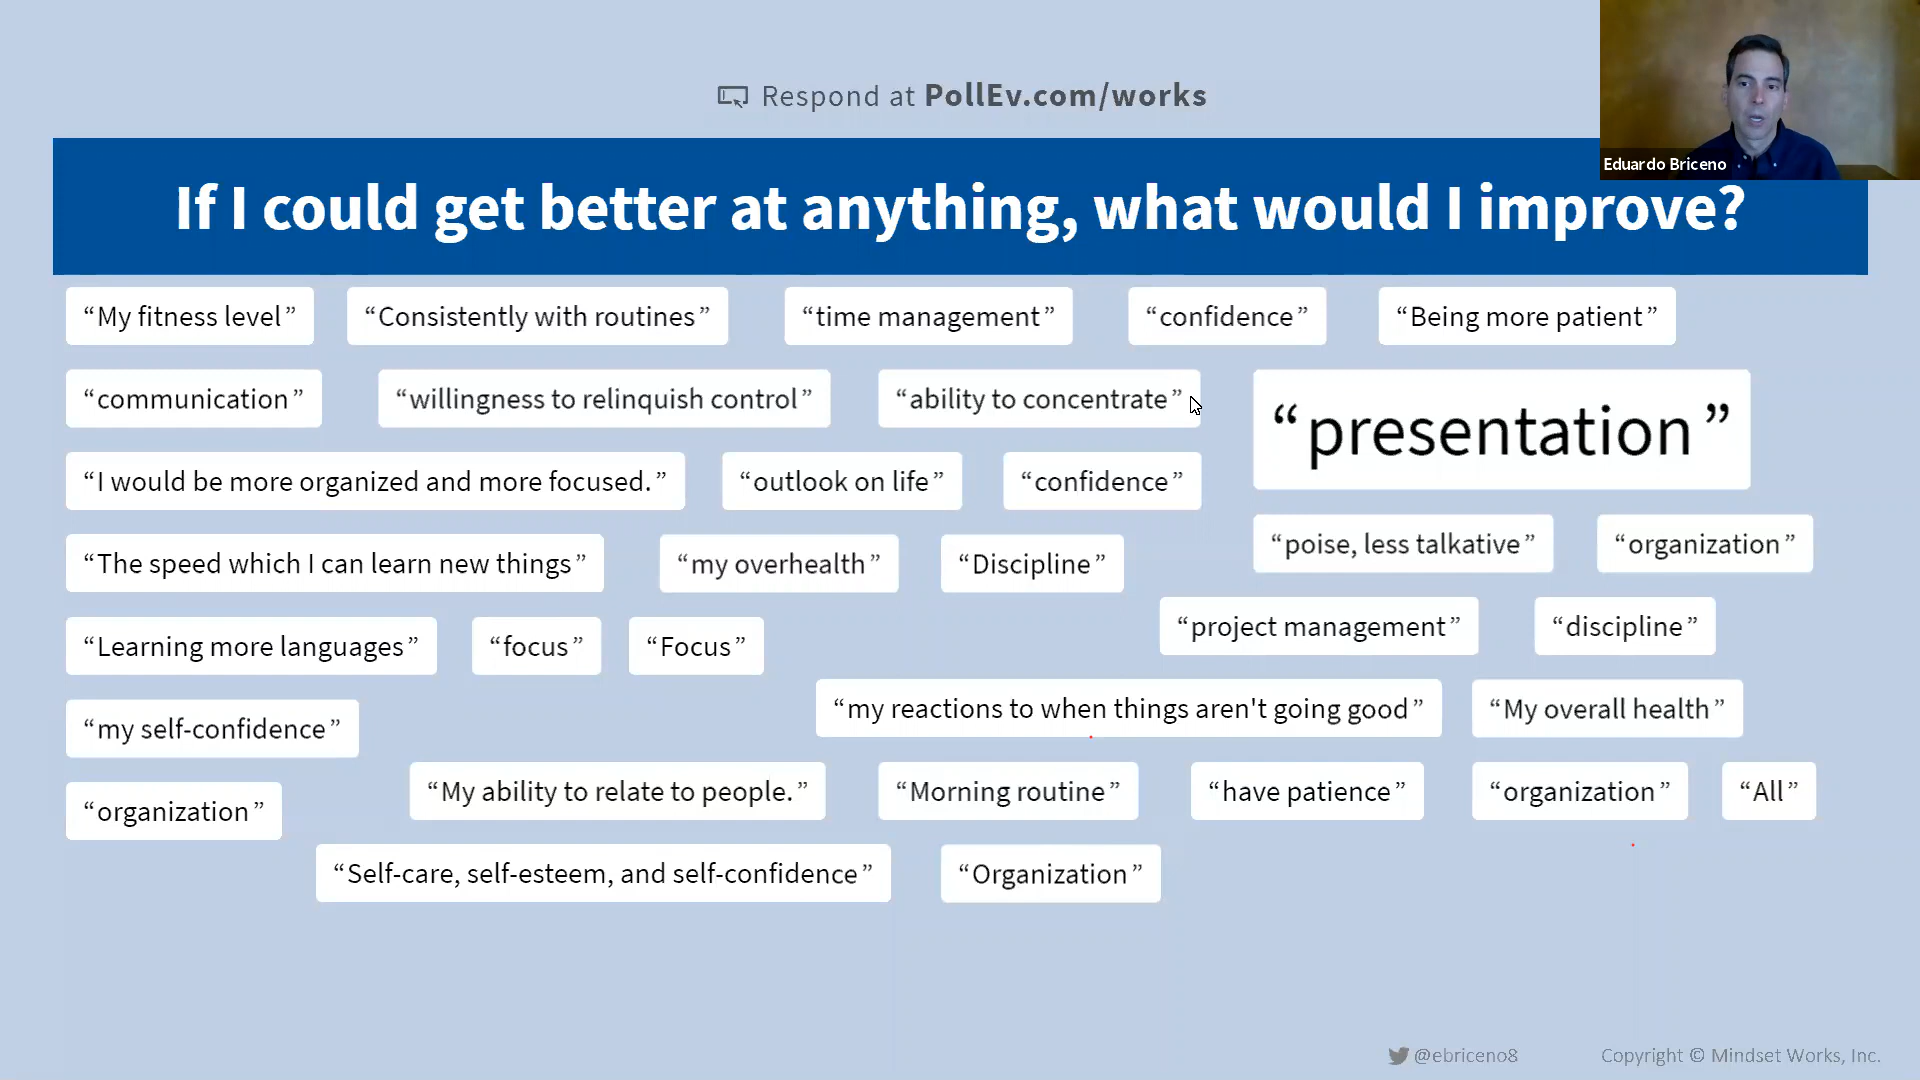 Respond at PollEv.com/works
Eduardo Briceno
If I could get better at anything, what would I improve?
“My fitness level”
“Consistently with routines”
“time management”
“confidence”
“Being more patient”
“communication”
“willingness to relinquish control”
“ability to concentrate”
“presentation”
“I would be more organized and more focused.”
“outlook on life”
“confidence”
“poise, less talkative”
“organization”
“The speed which I can learn new things”
“my overhealth”
“Discipline”
“project management”
“discipline”
“Learning more languages”
“focus”
“Focus”
“my reactions to when things aren't going good”
“My overall health”
“my self-confidence”
“My ability to relate to people.”
“Morning routine”
“have patience”
“organization”
“All”
“organization”
“Self-care, self-esteem, and self-confidence”
“Organization”
@ebriceno8
Copyright © Mindset Works, Inc.